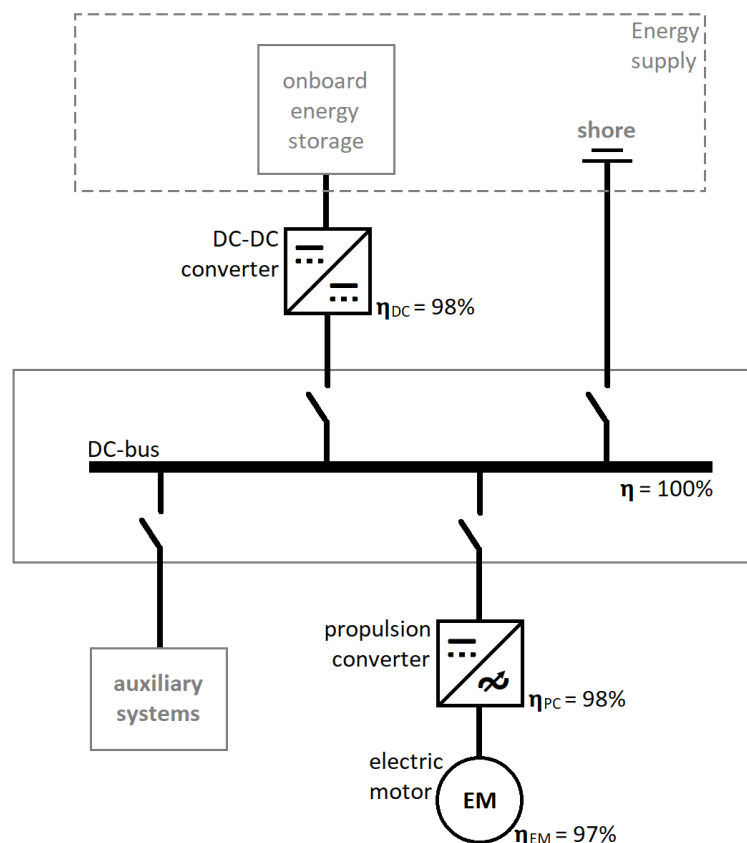 Energy
supply
onboard
energy
storage
shore
DC-DC
converter
ηDC = 98%
DC-bus
η = 100%
propulsion
converter
auxiliary
systems
ηPC = 98%
electric
motor
EM
ηEM = 97%